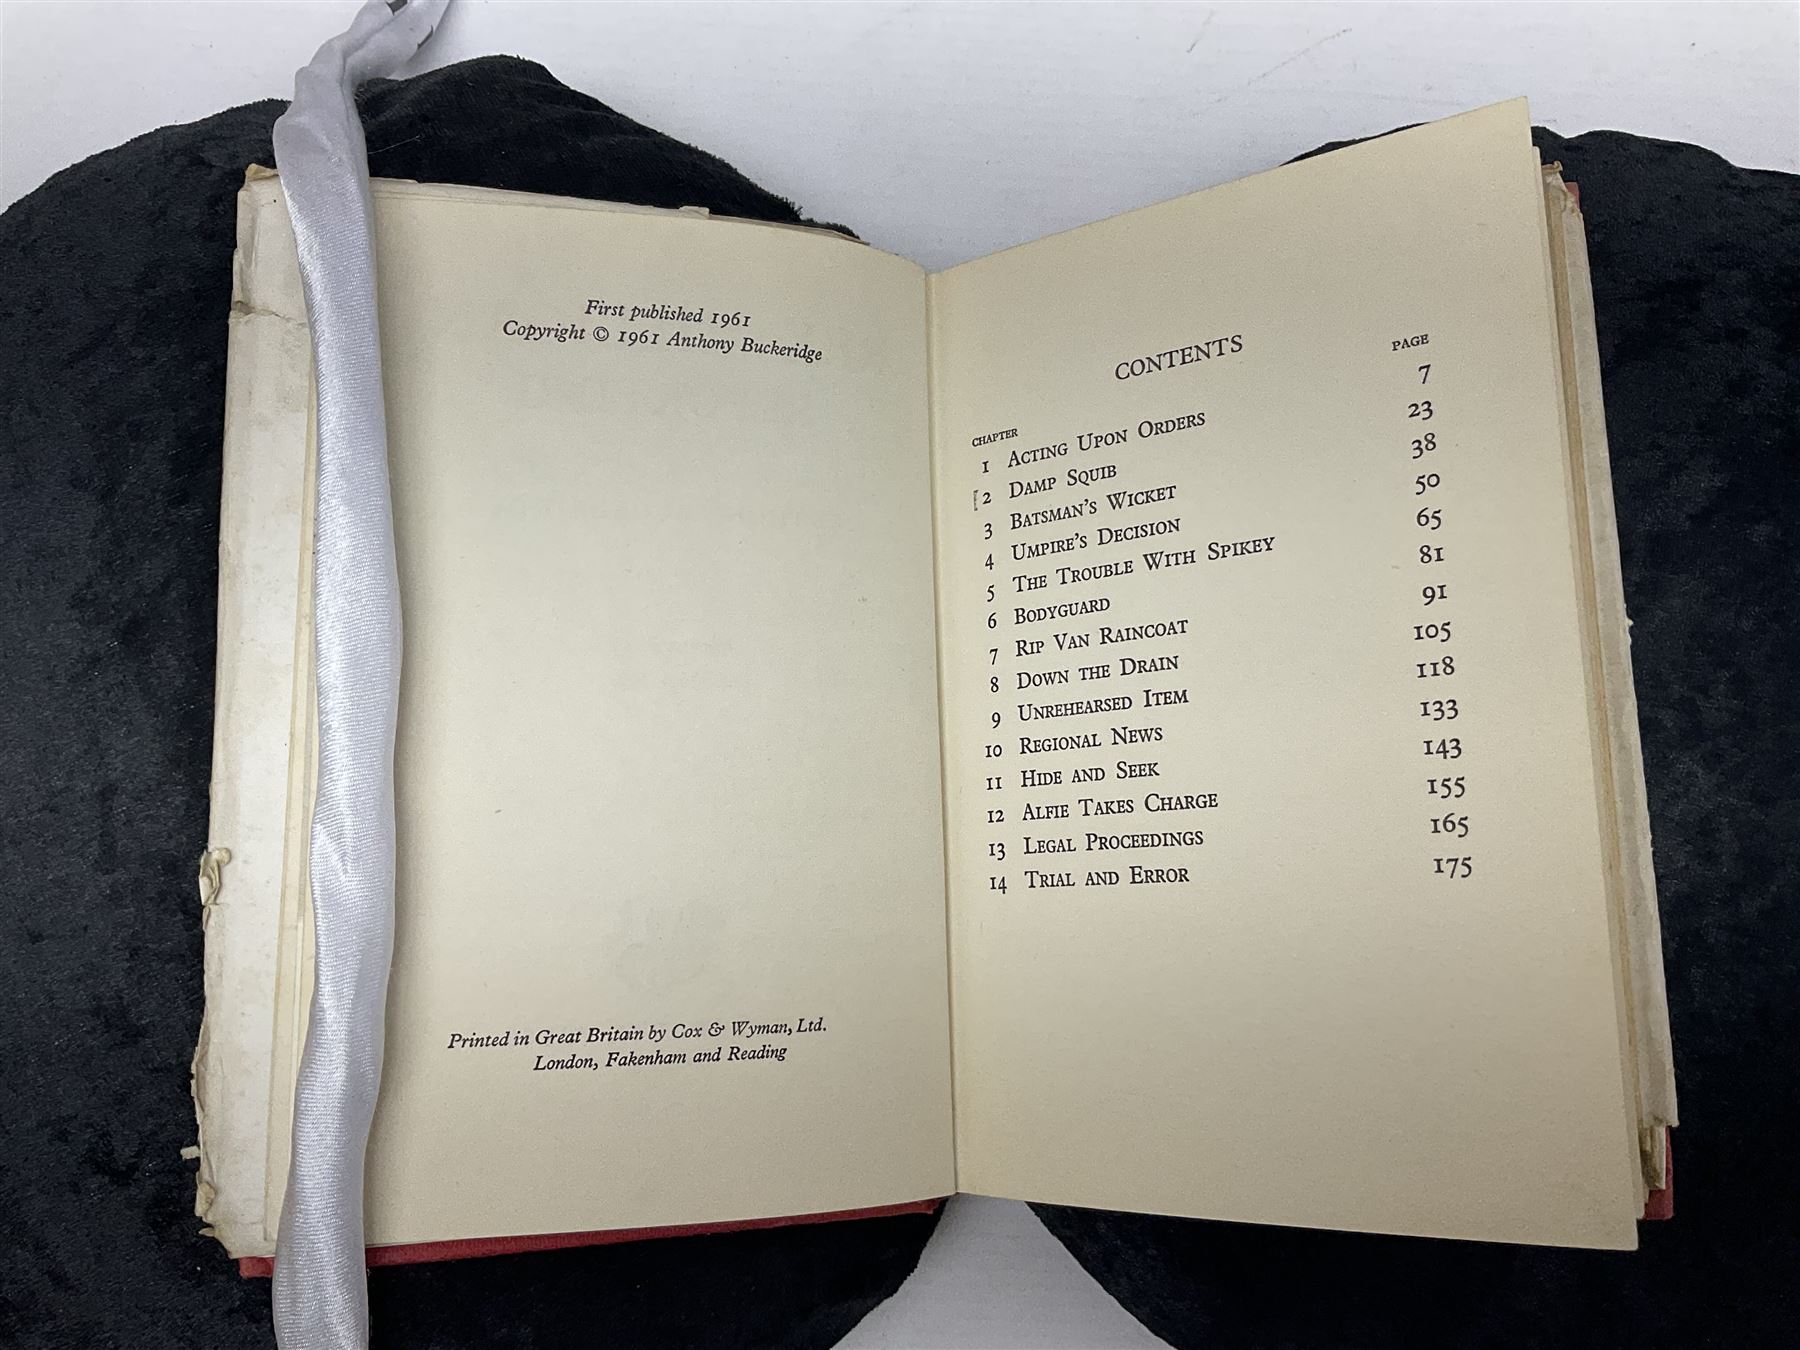 First published 1961
Copyright © 1961 Anthony Buckeridge
Printed in Great Britain by Cox & Wyman, Ltd.
London, Fakenham and Reading
CONTENTS
CHAPTER PAGE
1 Acting Upon Orders 7
2 Damp Squib 23
3 Batsman's Wicket 38
4 Umpire's Decision 50
5 The Trouble With Spikey 65
6 Bodyguard 81
7 Rip Van Raincoat 91
8 Down the Drain 105
9 Unrehearsed Item 118
10 Regional News 133
11 Hide and Seek 143
12 Alfie Takes Charge 155
13 Legal Proceedings 165
14 Trial and Error 175